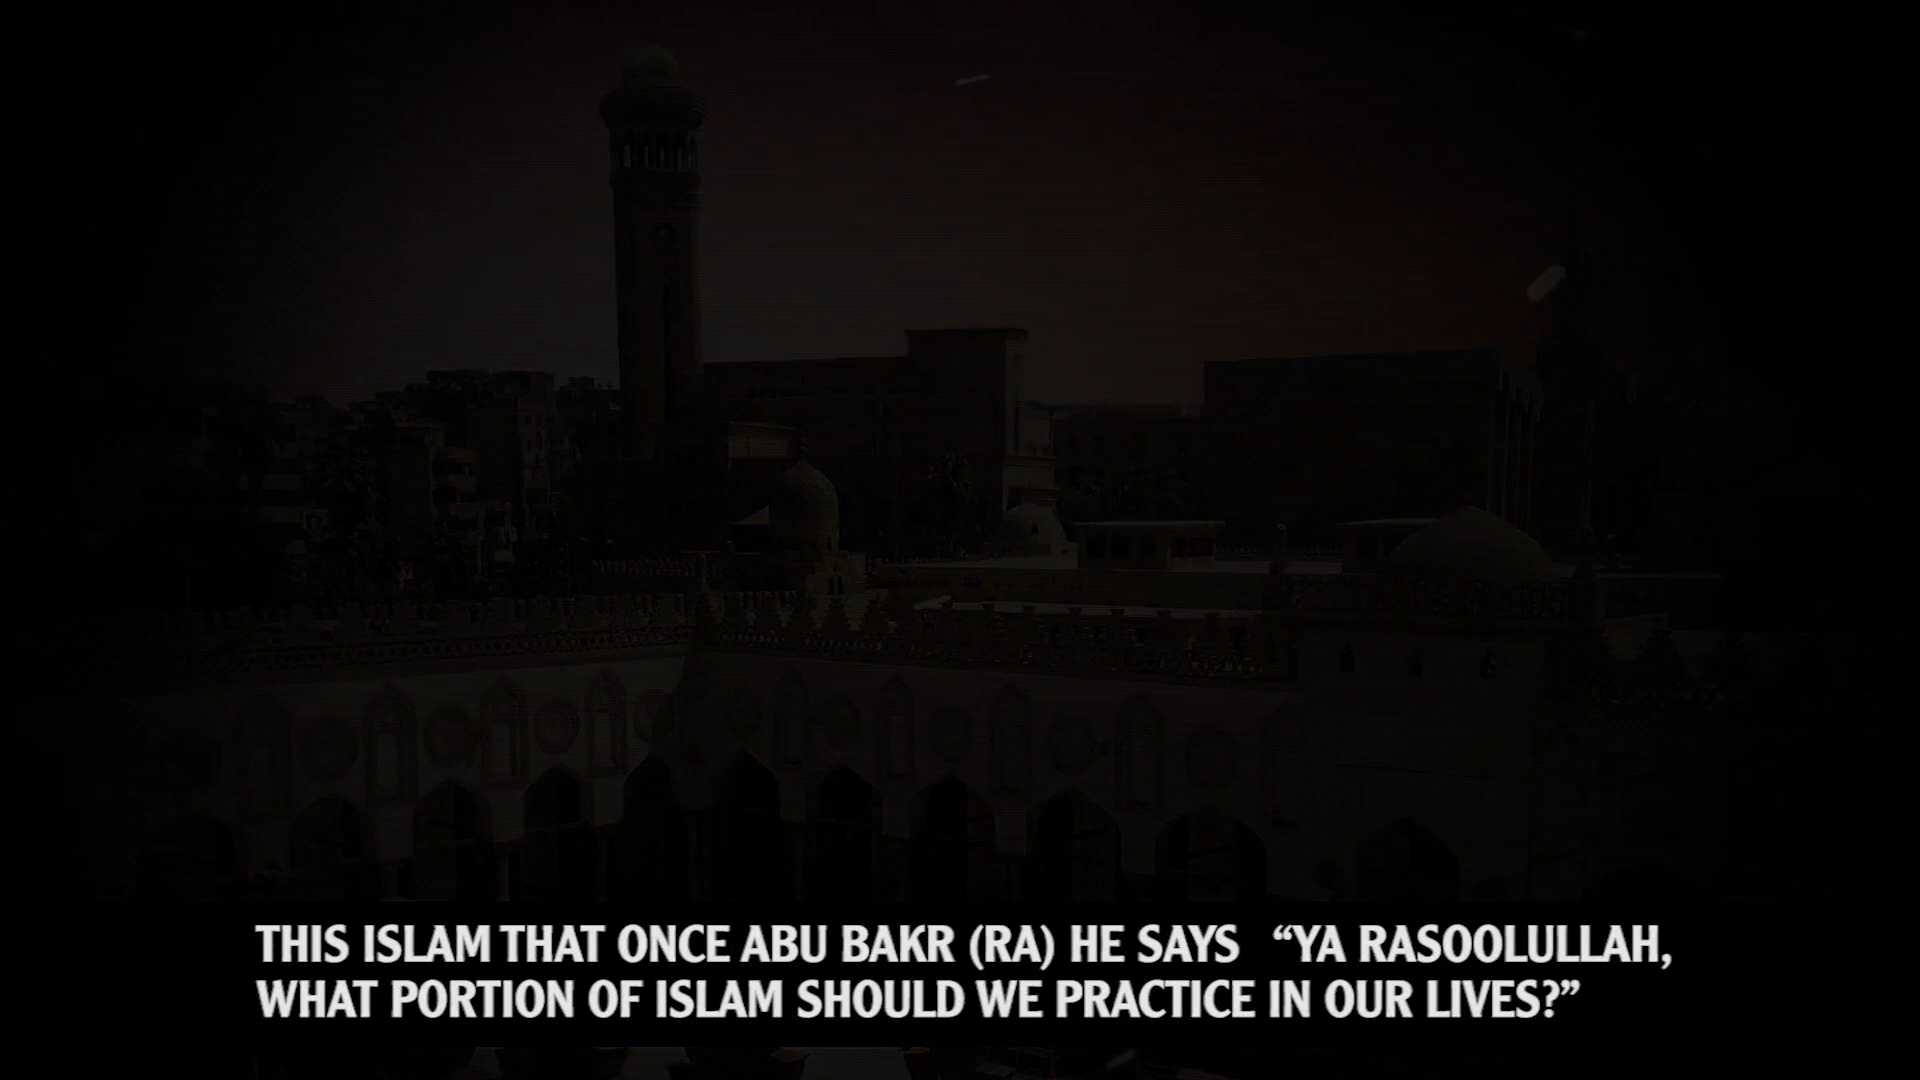 THIS ISLAM THAT ONCE ABU BAKR (RA) HE SAYS “YA RASOOLULLAH,
WHAT PORTION OF ISLAM SHOULD WE PRACTICE IN OUR LIVES?”